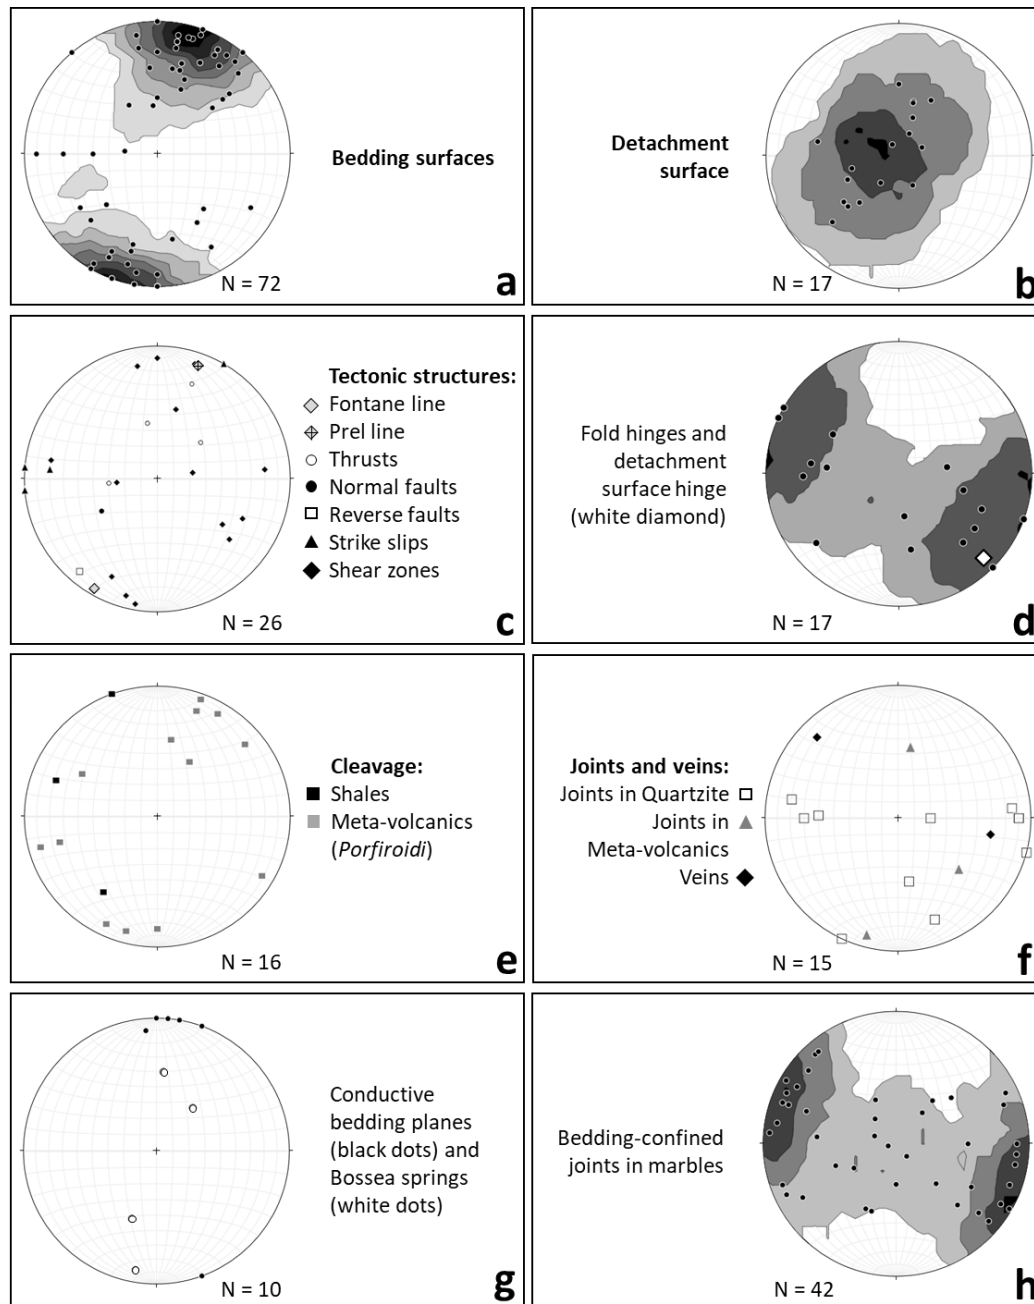 Bedding surfaces
N = 72
a
Detachment
surface
N = 17
b
Tectonic structures:
Fontane line
Prel line
Thrusts
Normal faults
Reverse faults
Strike slips
Shear zones
N = 26
c
Fold hinges and
detachment
surface hinge
(white diamond)
N = 17
d
Cleavage:
Shales
Meta-volcanics
(Porfiroidi)
N = 16
e
Joints and veins:
Joints in Quartzite
Joints in
Meta-volcanics
Veins
N = 15
f
Conductive
bedding planes
(black dots) and
Bossea springs
(white dots)
N = 10
g
Bedding-confined
joints in marbles
N = 42
h